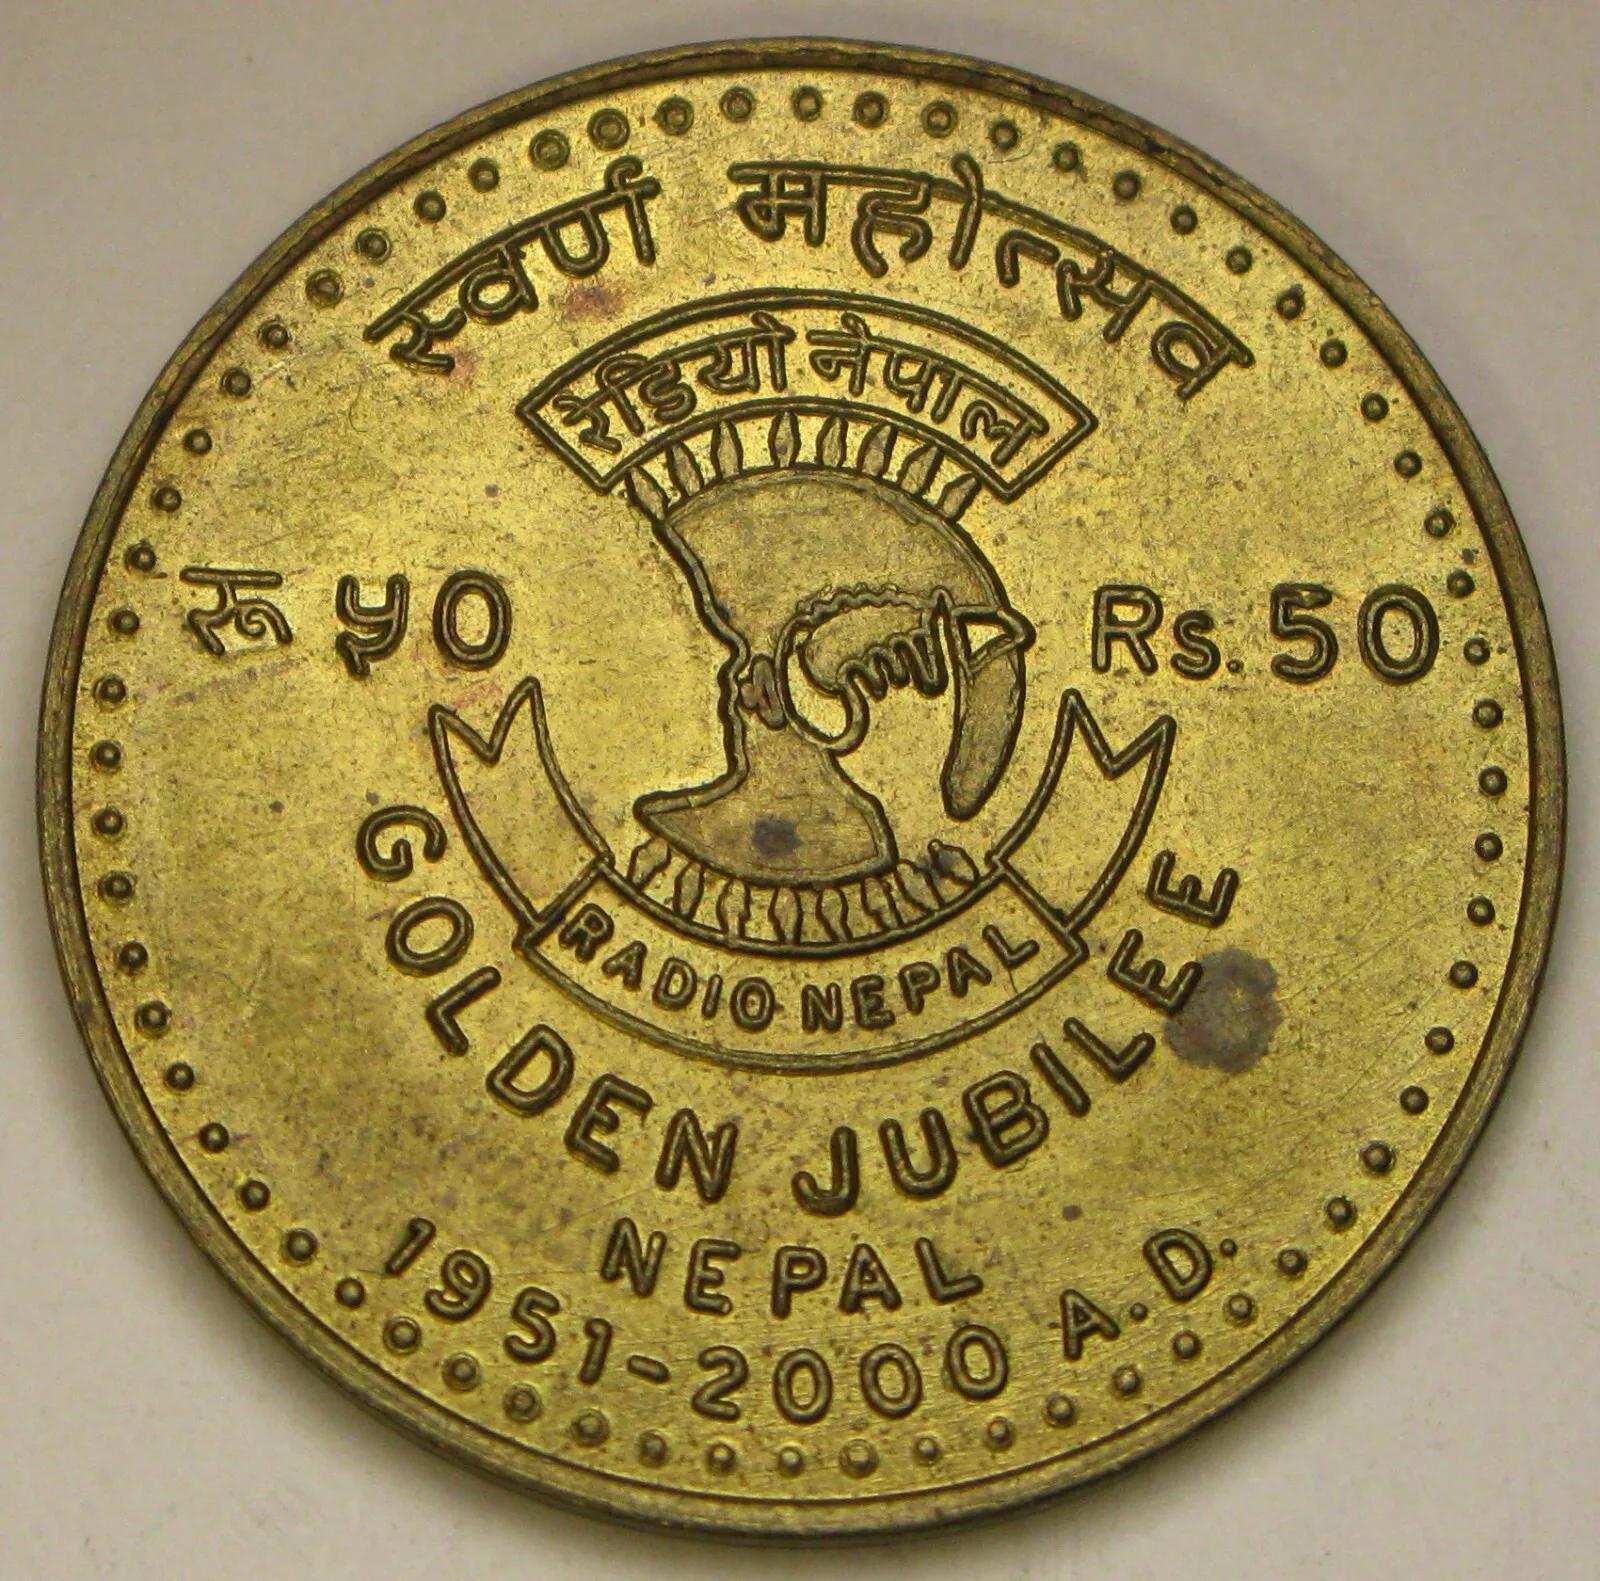 स्वर्ण महोत्सव
रेडियो नेपाल
रू ५० Rs. 50
RADIO NEPAL
GOLDEN JUBILEE
NEPAL
1951-2000 A.D.